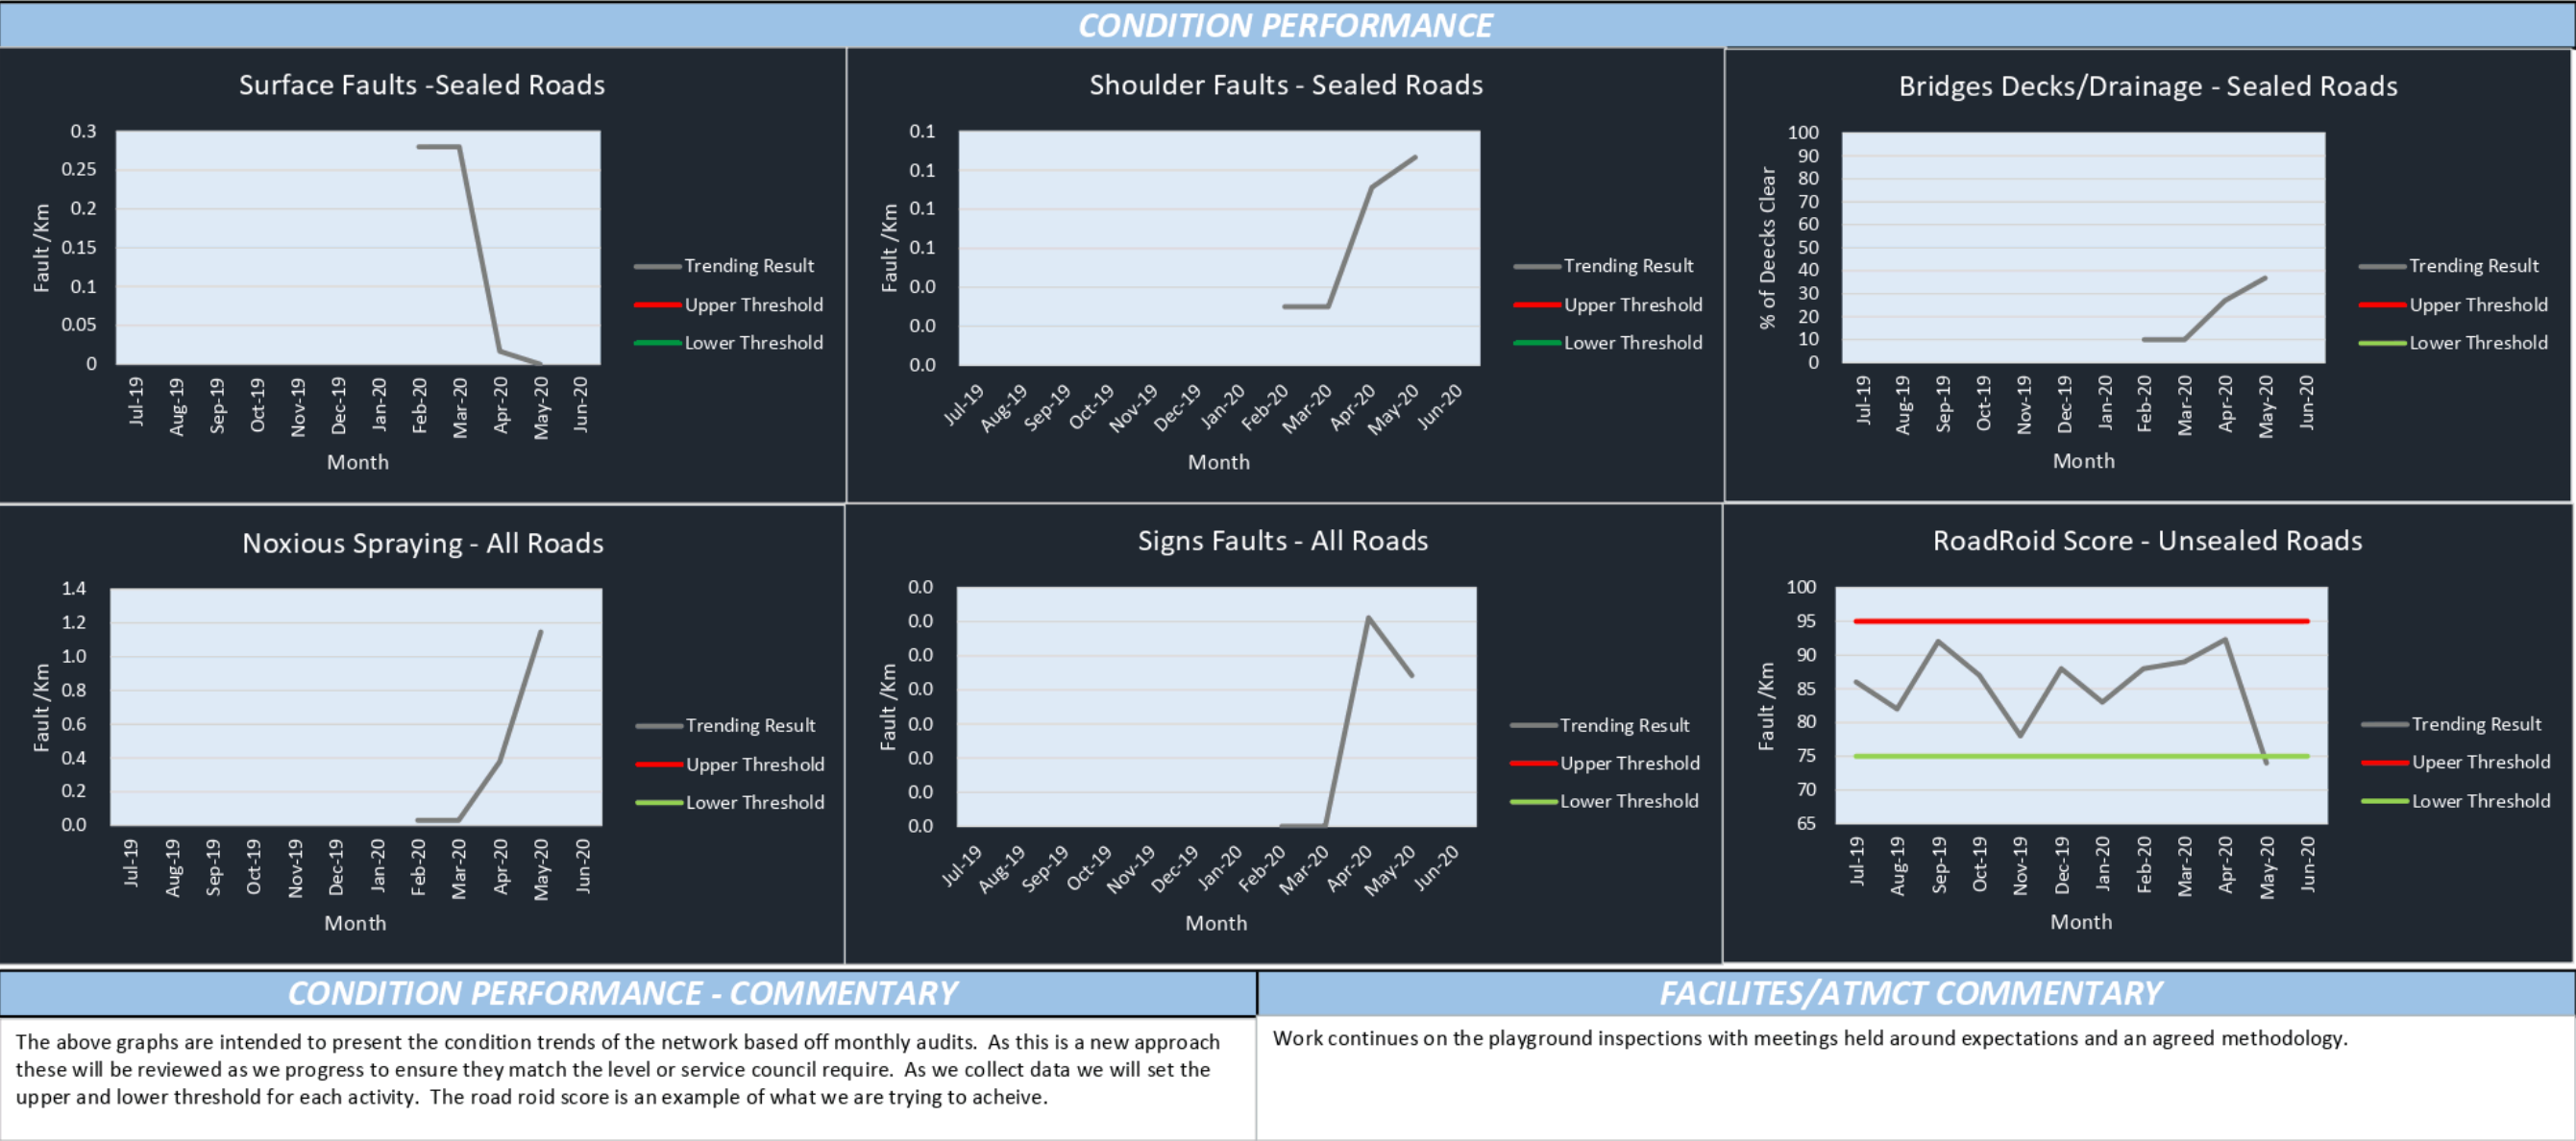 CONDITION PERFORMANCE
Surface Faults -Sealed Roads
0.3
0.25
0.2
0.15
0.1
0.05
0
Fault /Km
Jul-19
Aug-19
Sep-19
Oct-19
Nov-19
Dec-19
Jan-20
Feb-20
Mar-20
Apr-20
May-20
Jun-20
Month
Trending Result
Upper Threshold
Lower Threshold
Shoulder Faults - Sealed Roads
0.1
0.1
0.1
0.1
0.0
0.0
0.0
Fault /Km
Jul-19
Aug-19
Sep-19
Oct-19
Nov-19
Dec-19
Jan-20
Feb-20
Mar-20
Apr-20
May-20
Jun-20
Month
Trending Result
Upper Threshold
Lower Threshold
Bridges Decks/Drainage - Sealed Roads
100
90
80
70
60
50
40
30
20
10
0
% of Deecks Clear
Jul-19
Aug-19
Sep-19
Oct-19
Nov-19
Dec-19
Jan-20
Feb-20
Mar-20
Apr-20
May-20
Jun-20
Month
Trending Result
Upper Threshold
Lower Threshold
Noxious Spraying - All Roads
1.4
1.2
1.0
0.8
0.6
0.4
0.2
0.0
Fault /Km
Jul-19
Aug-19
Sep-19
Oct-19
Nov-19
Dec-19
Jan-20
Feb-20
Mar-20
Apr-20
May-20
Jun-20
Month
Trending Result
Upper Threshold
Lower Threshold
Signs Faults - All Roads
0.0
0.0
0.0
0.0
0.0
0.0
0.0
0.0
Fault /Km
Jul-19
Aug-19
Sep-19
Oct-19
Nov-19
Dec-19
Jan-20
Feb-20
Mar-20
Apr-20
May-20
Jun-20
Month
Trending Result
Upper Threshold
Lower Threshold
RoadRoid Score - Unsealed Roads
100
95
90
85
80
75
70
65
Fault /Km
Jul-19
Aug-19
Sep-19
Oct-19
Nov-19
Dec-19
Jan-20
Feb-20
Mar-20
Apr-20
May-20
Jun-20
Month
Trending Result
Upeer Threshold
Lower Threshold
CONDITION PERFORMANCE - COMMENTARY
The above graphs are intended to present the condition trends of the network based off monthly audits. As this is a new approach
these will be reviewed as we progress to ensure they match the level or service council require. As we collect data we will set the
upper and lower threshold for each activity. The road roid score is an example of what we are trying to acheive.
FACILITES/ATMCT COMMENTARY
Work continues on the playground inspections with meetings held around expectations and an agreed methodology.